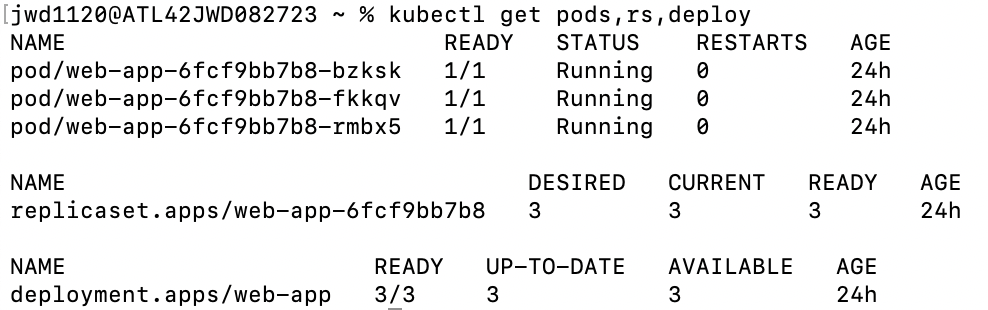 [jwd1120@ATL42JWD082723 ~ % kubectl get pods,rs,deploy
NAME READY STATUS RESTARTS AGE
pod/web-app-6fcf9bb7b8-bzksk 1/1 Running 0 24h
pod/web-app-6fcf9bb7b8-fkkqv 1/1 Running 0 24h
pod/web-app-6fcf9bb7b8-rmbx5 1/1 Running 0 24h
NAME DESIRED CURRENT READY AGE
replicaset.apps/web-app-6fcf9bb7b8 3 3 3 24h
NAME READY UP-TO-DATE AVAILABLE AGE
deployment.apps/web-app 3/3 3 3 24h